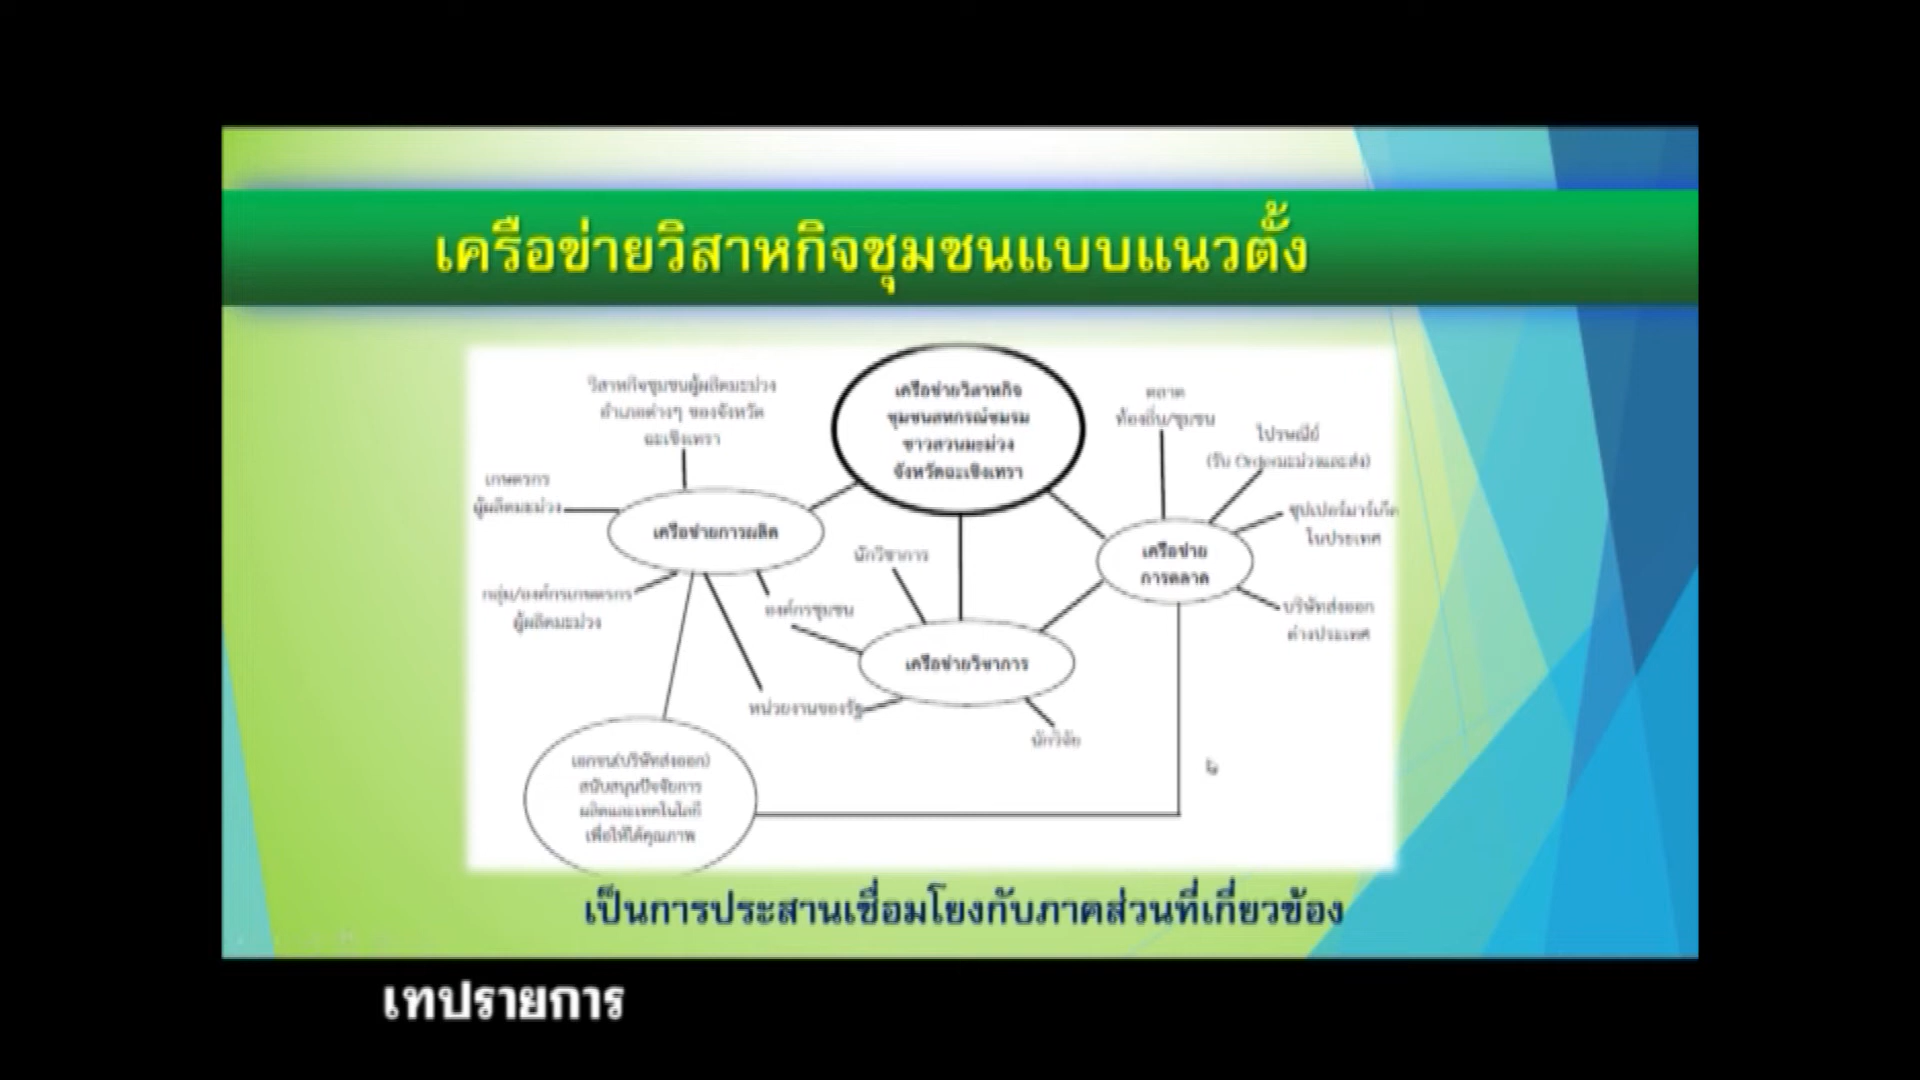 เครือข่ายวิสาหกิจชุมชนแบบแนวตั้ง
วิสาหกิจชุมชนผู้ผลิตมะม่วง
อำเภอต่างๆ ของจังหวัด
ฉะเชิงเทรา
เครือข่ายวิสาหกิจ
ชุมชนสหกรณ์ชมรม
ชาวสวนมะม่วง
จังหวัดฉะเชิงเทรา
ตลาด
ท้องถิ่น/ชุมชน
ไปรษณีย์
(รับ Orderมะม่วงและส่ง)
เกษตรกร
ผู้ผลิตมะม่วง
เครือข่ายการผลิต
ซุปเปอร์มาร์เก็ต
ในประเทศ
นักวิชาการ
เครือข่าย
การตลาด
กลุ่ม/องค์กรเกษตรกร
ผู้ผลิตมะม่วง
องค์กรชุมชน
บริษัทส่งออก
ต่างประเทศ
เครือข่ายวิชาการ
หน่วยงานของรัฐ
นักวิจัย
เอกชน(บริษัทส่งออก)
สนับสนุนปัจจัยการ
ผลิตและเทคโนโลยี
เพื่อให้ได้คุณภาพ
เป็นการประสานเชื่อมโยงกับภาคส่วนที่เกี่ยวข้อง
เทปรายการ